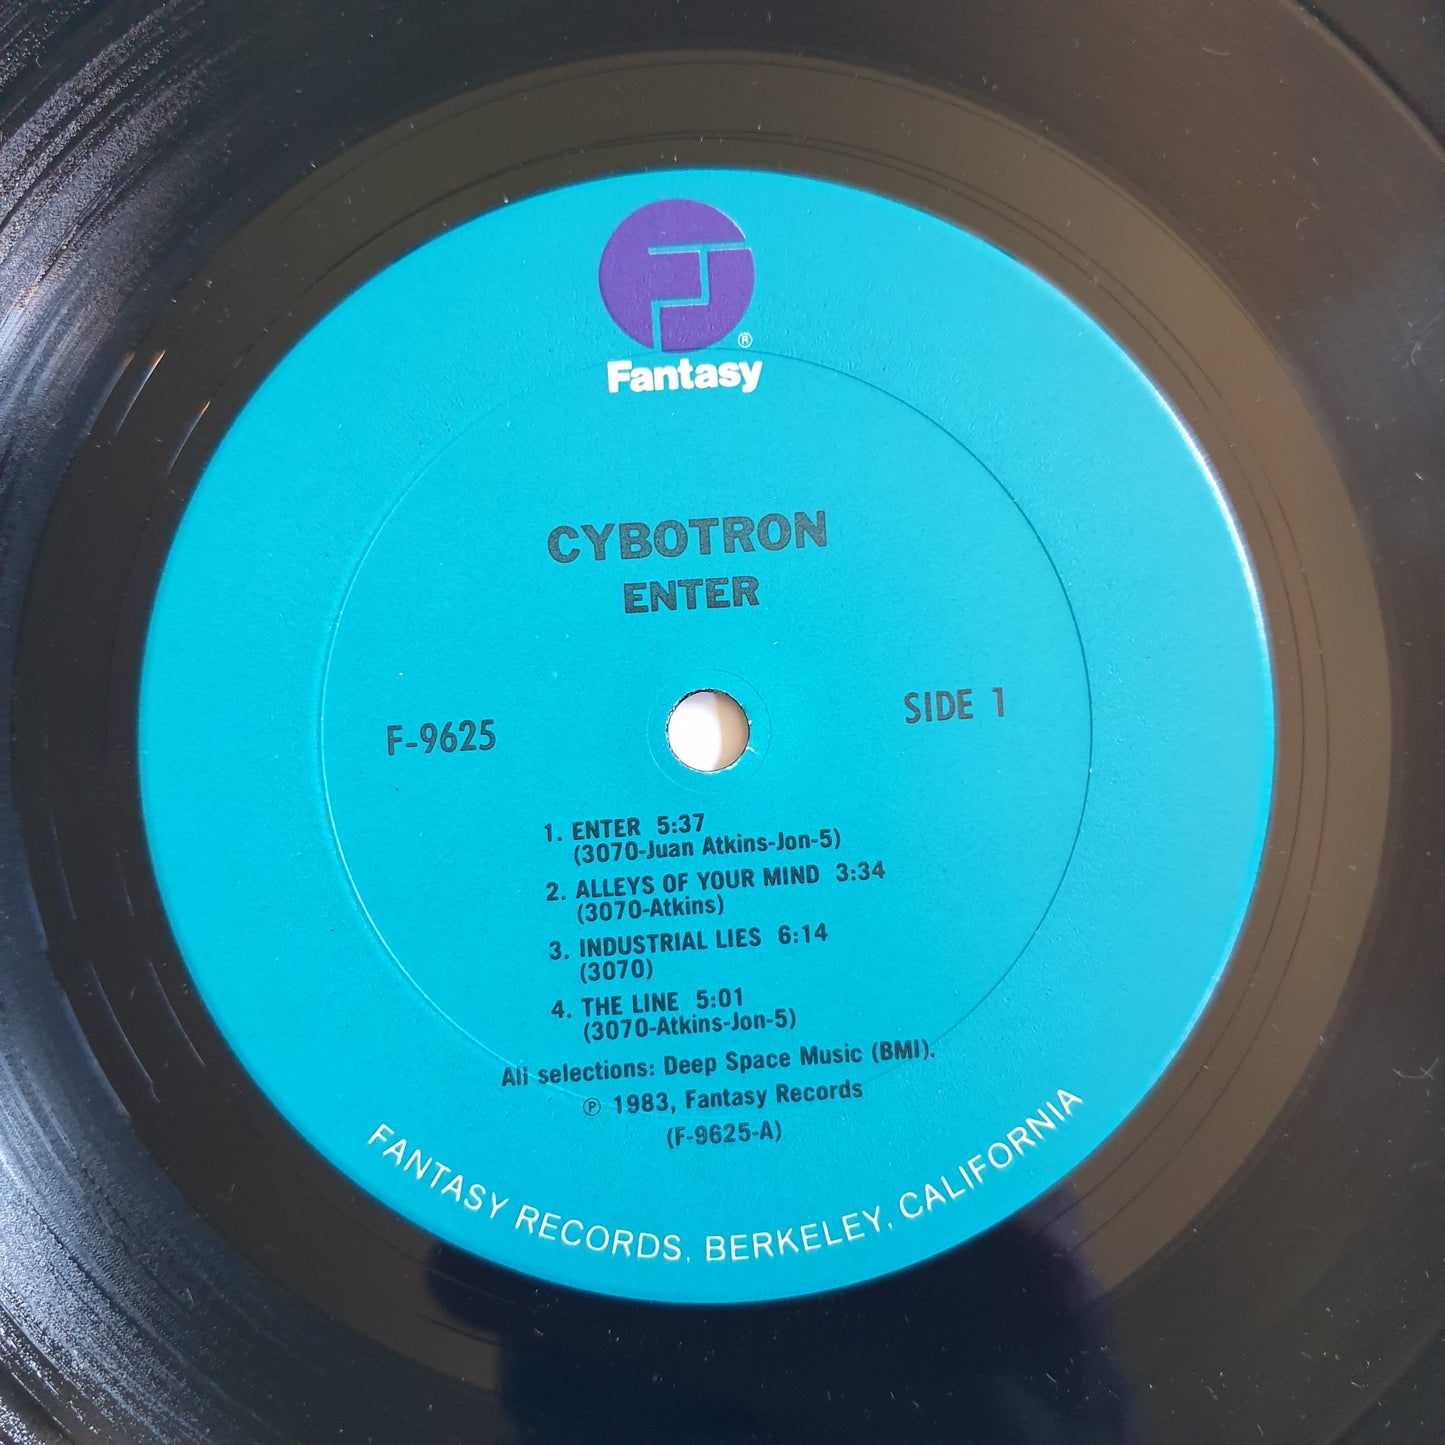 ®
Fantasy
CYBOTRON
ENTER
F-9625
SIDE 1
1. ENTER 5:37
(3070-Juan Atkins-Jon-5)
2. ALLEYS OF YOUR MIND 3:34
(3070-Atkins)
3. INDUSTRIAL LIES 6:14
(3070)
4. THE LINE 5:01
(3070-Atkins-Jon-5)
All selections: Deep Space Music (BMI).
℗ 1983, Fantasy Records
(F-9625-A)
FANTASY RECORDS, BERKELEY, CALIFORNIA